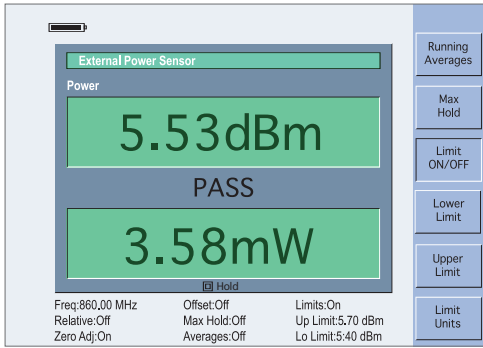 External Power Sensor
Power
5.53dBm
PASS
3.58mW
Hold
Freq:860,00 MHz
Offset:Off
Limits:On
Relative:Off
Max Hold:Off
Up Limit:5.70 dBm
Zero Adj:On
Averages:Off
Lo Limit:5:40 dBm
Running
Averages
Max
Hold
Limit
ON/OFF
Lower
Limit
Upper
Limit
Limit
Units